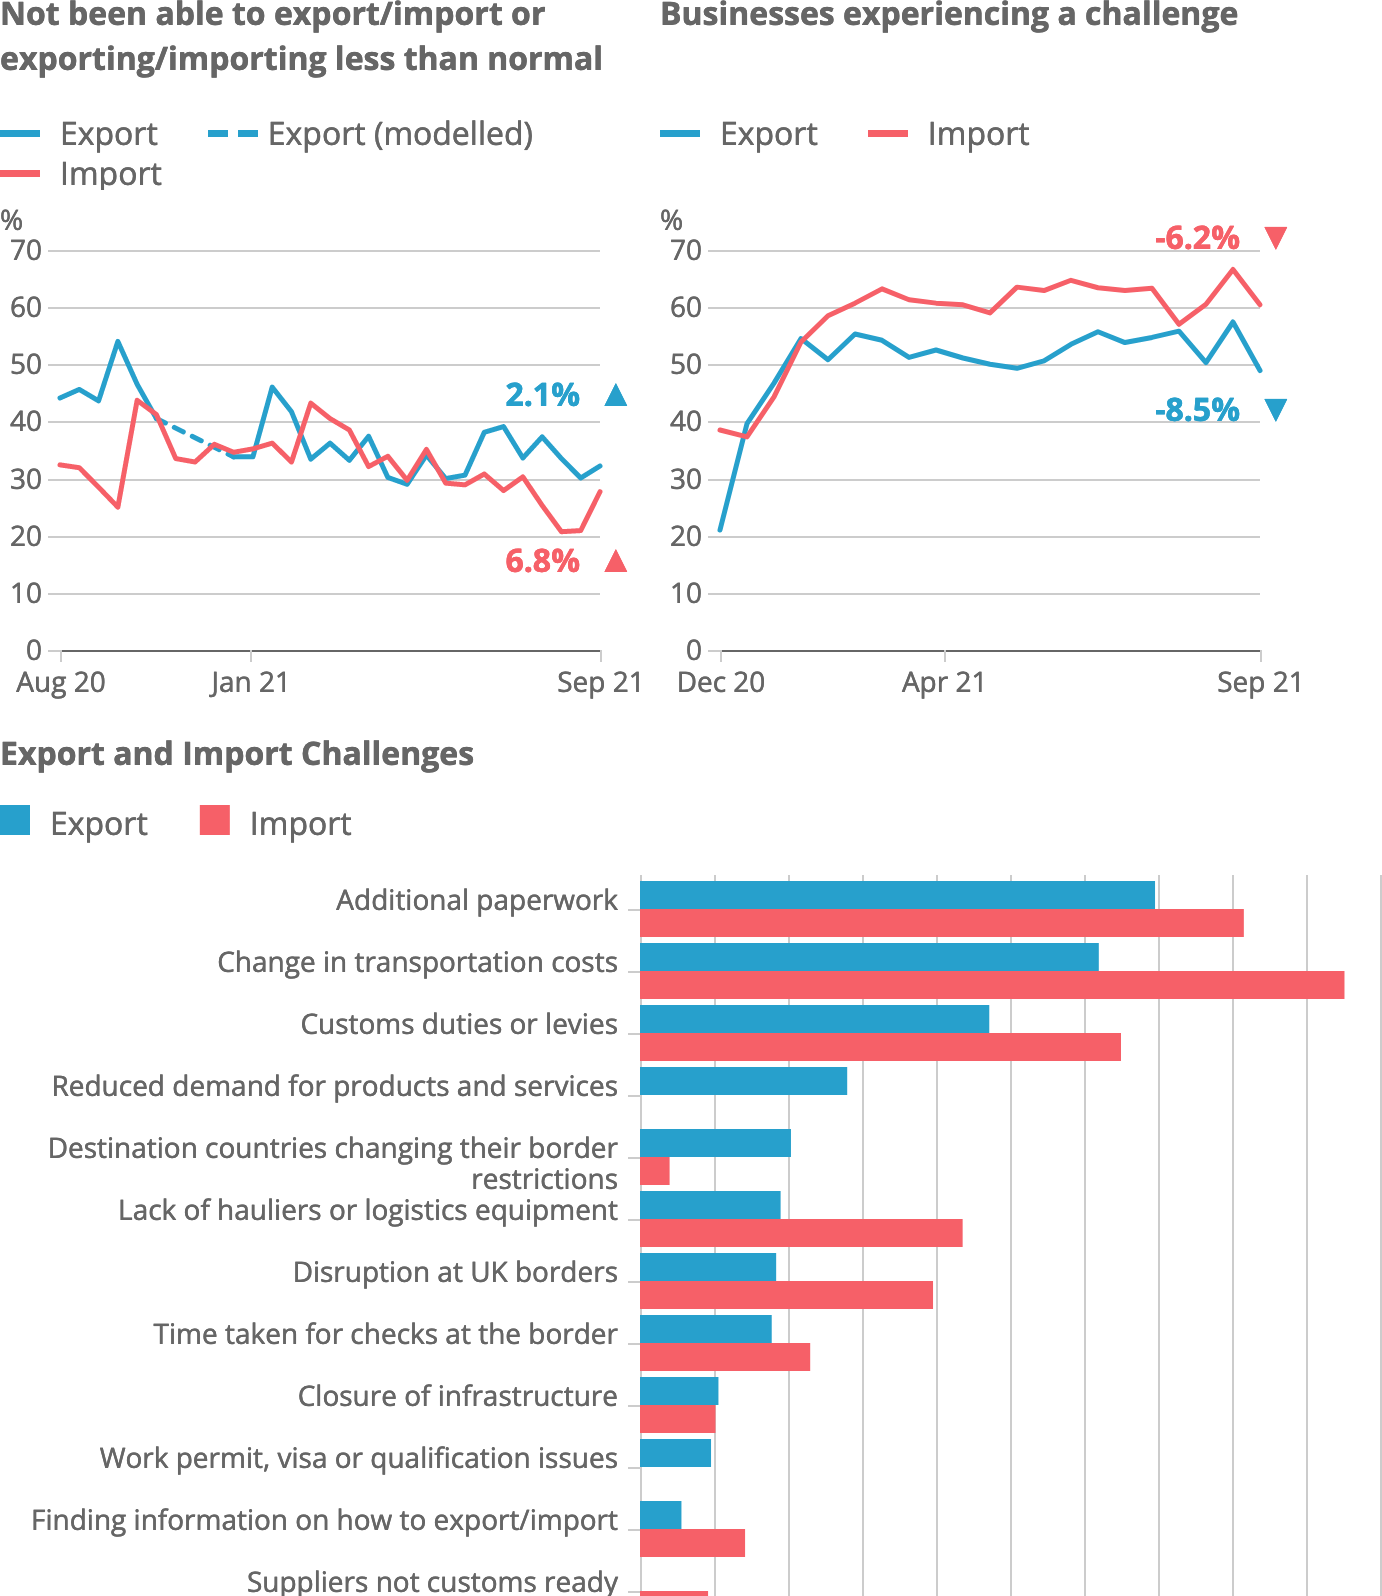 Not been able to export/import or
exporting/importing less than normal
Export
Export (modelled)
Import
%
70
60
50
40
30
20
10
0
2.1%
6.8%
Aug 20
Jan 21
Sep 21
Businesses experiencing a challenge
Export
Import
%
70
60
50
40
30
20
10
0
-6.2%
-8.5%
Dec 20
Apr 21
Sep 21
Export and Import Challenges
Export
Import
Additional paperwork
Change in transportation costs
Customs duties or levies
Reduced demand for products and services
Destination countries changing their border
restrictions
Lack of hauliers or logistics equipment
Disruption at UK borders
Time taken for checks at the border
Closure of infrastructure
Work permit, visa or qualification issues
Finding information on how to export/import
Suppliers not customs ready